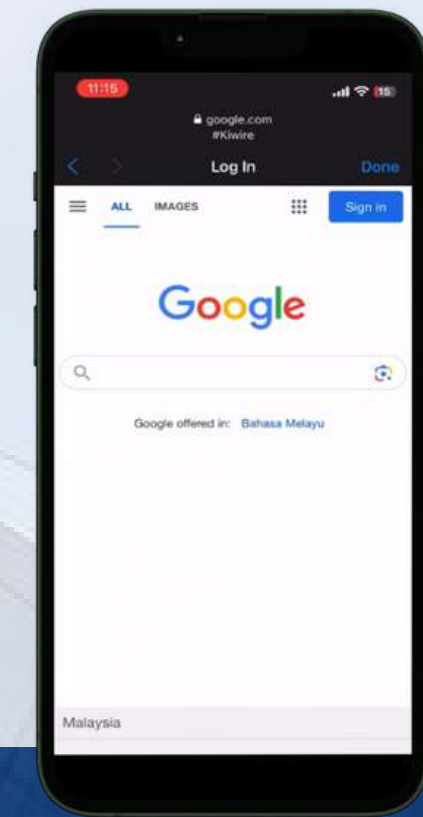 11:15
15
google.com
#Kiwire
Log In
Done
ALL
IMAGES
Sign in
Google
Google offered in: Bahasa Melayu
Malaysia